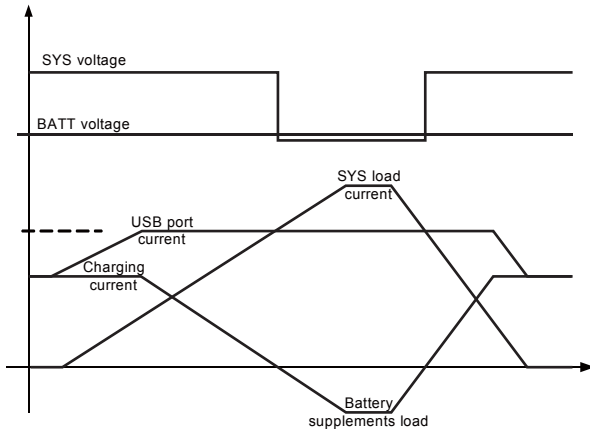 SYS voltage
BATT voltage
SYS load
current
USB port
current
Charging
current
Battery
supplements load